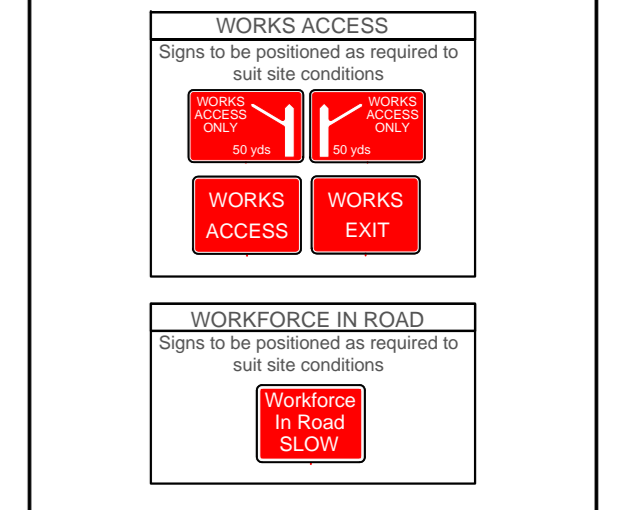 WORKS ACCESS
Signs to be positioned as required to
suit site conditions
WORKS
ACCESS
ONLY
50 yds
WORKS
ACCESS
ONLY
50 yds
WORKS
ACCESS
WORKS
EXIT
WORKFORCE IN ROAD
Signs to be positioned as required to
suit site conditions
Workforce
In Road
SLOW